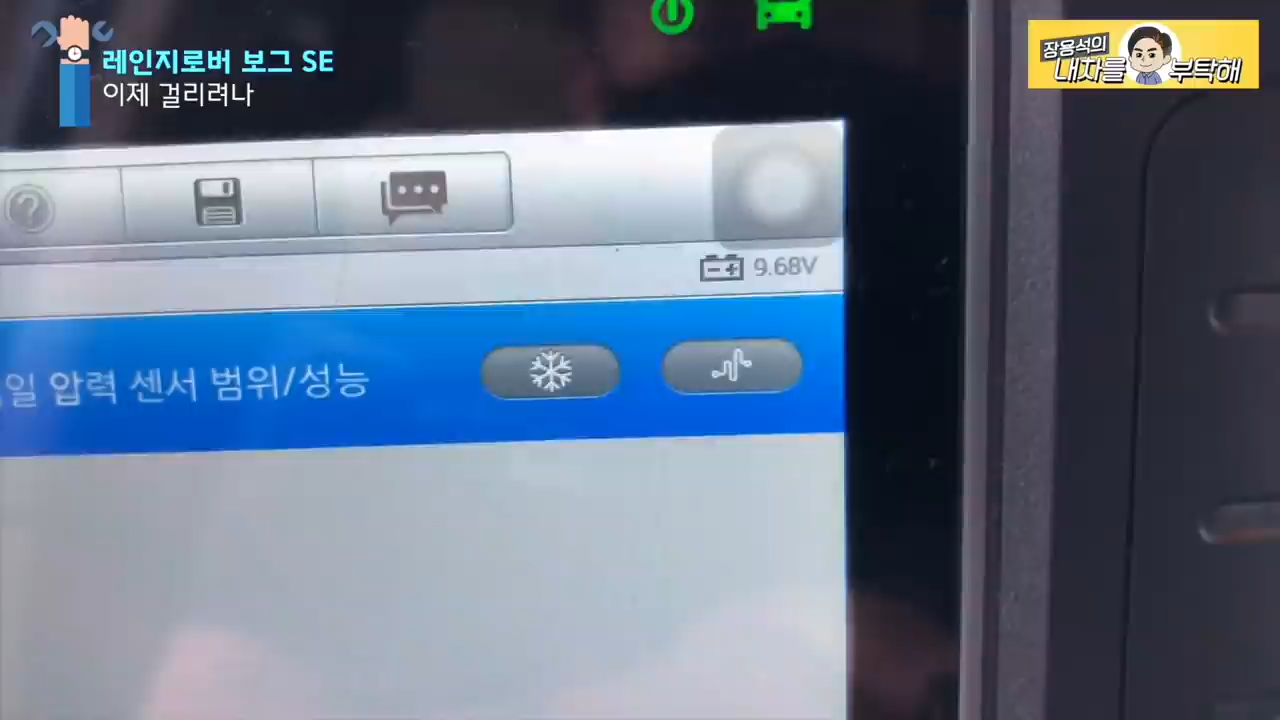 레인지로버 보그 SE
이제 걸리려나
장용석의
내차를 부탁해
9.68V
일 압력 센서 범위/성능